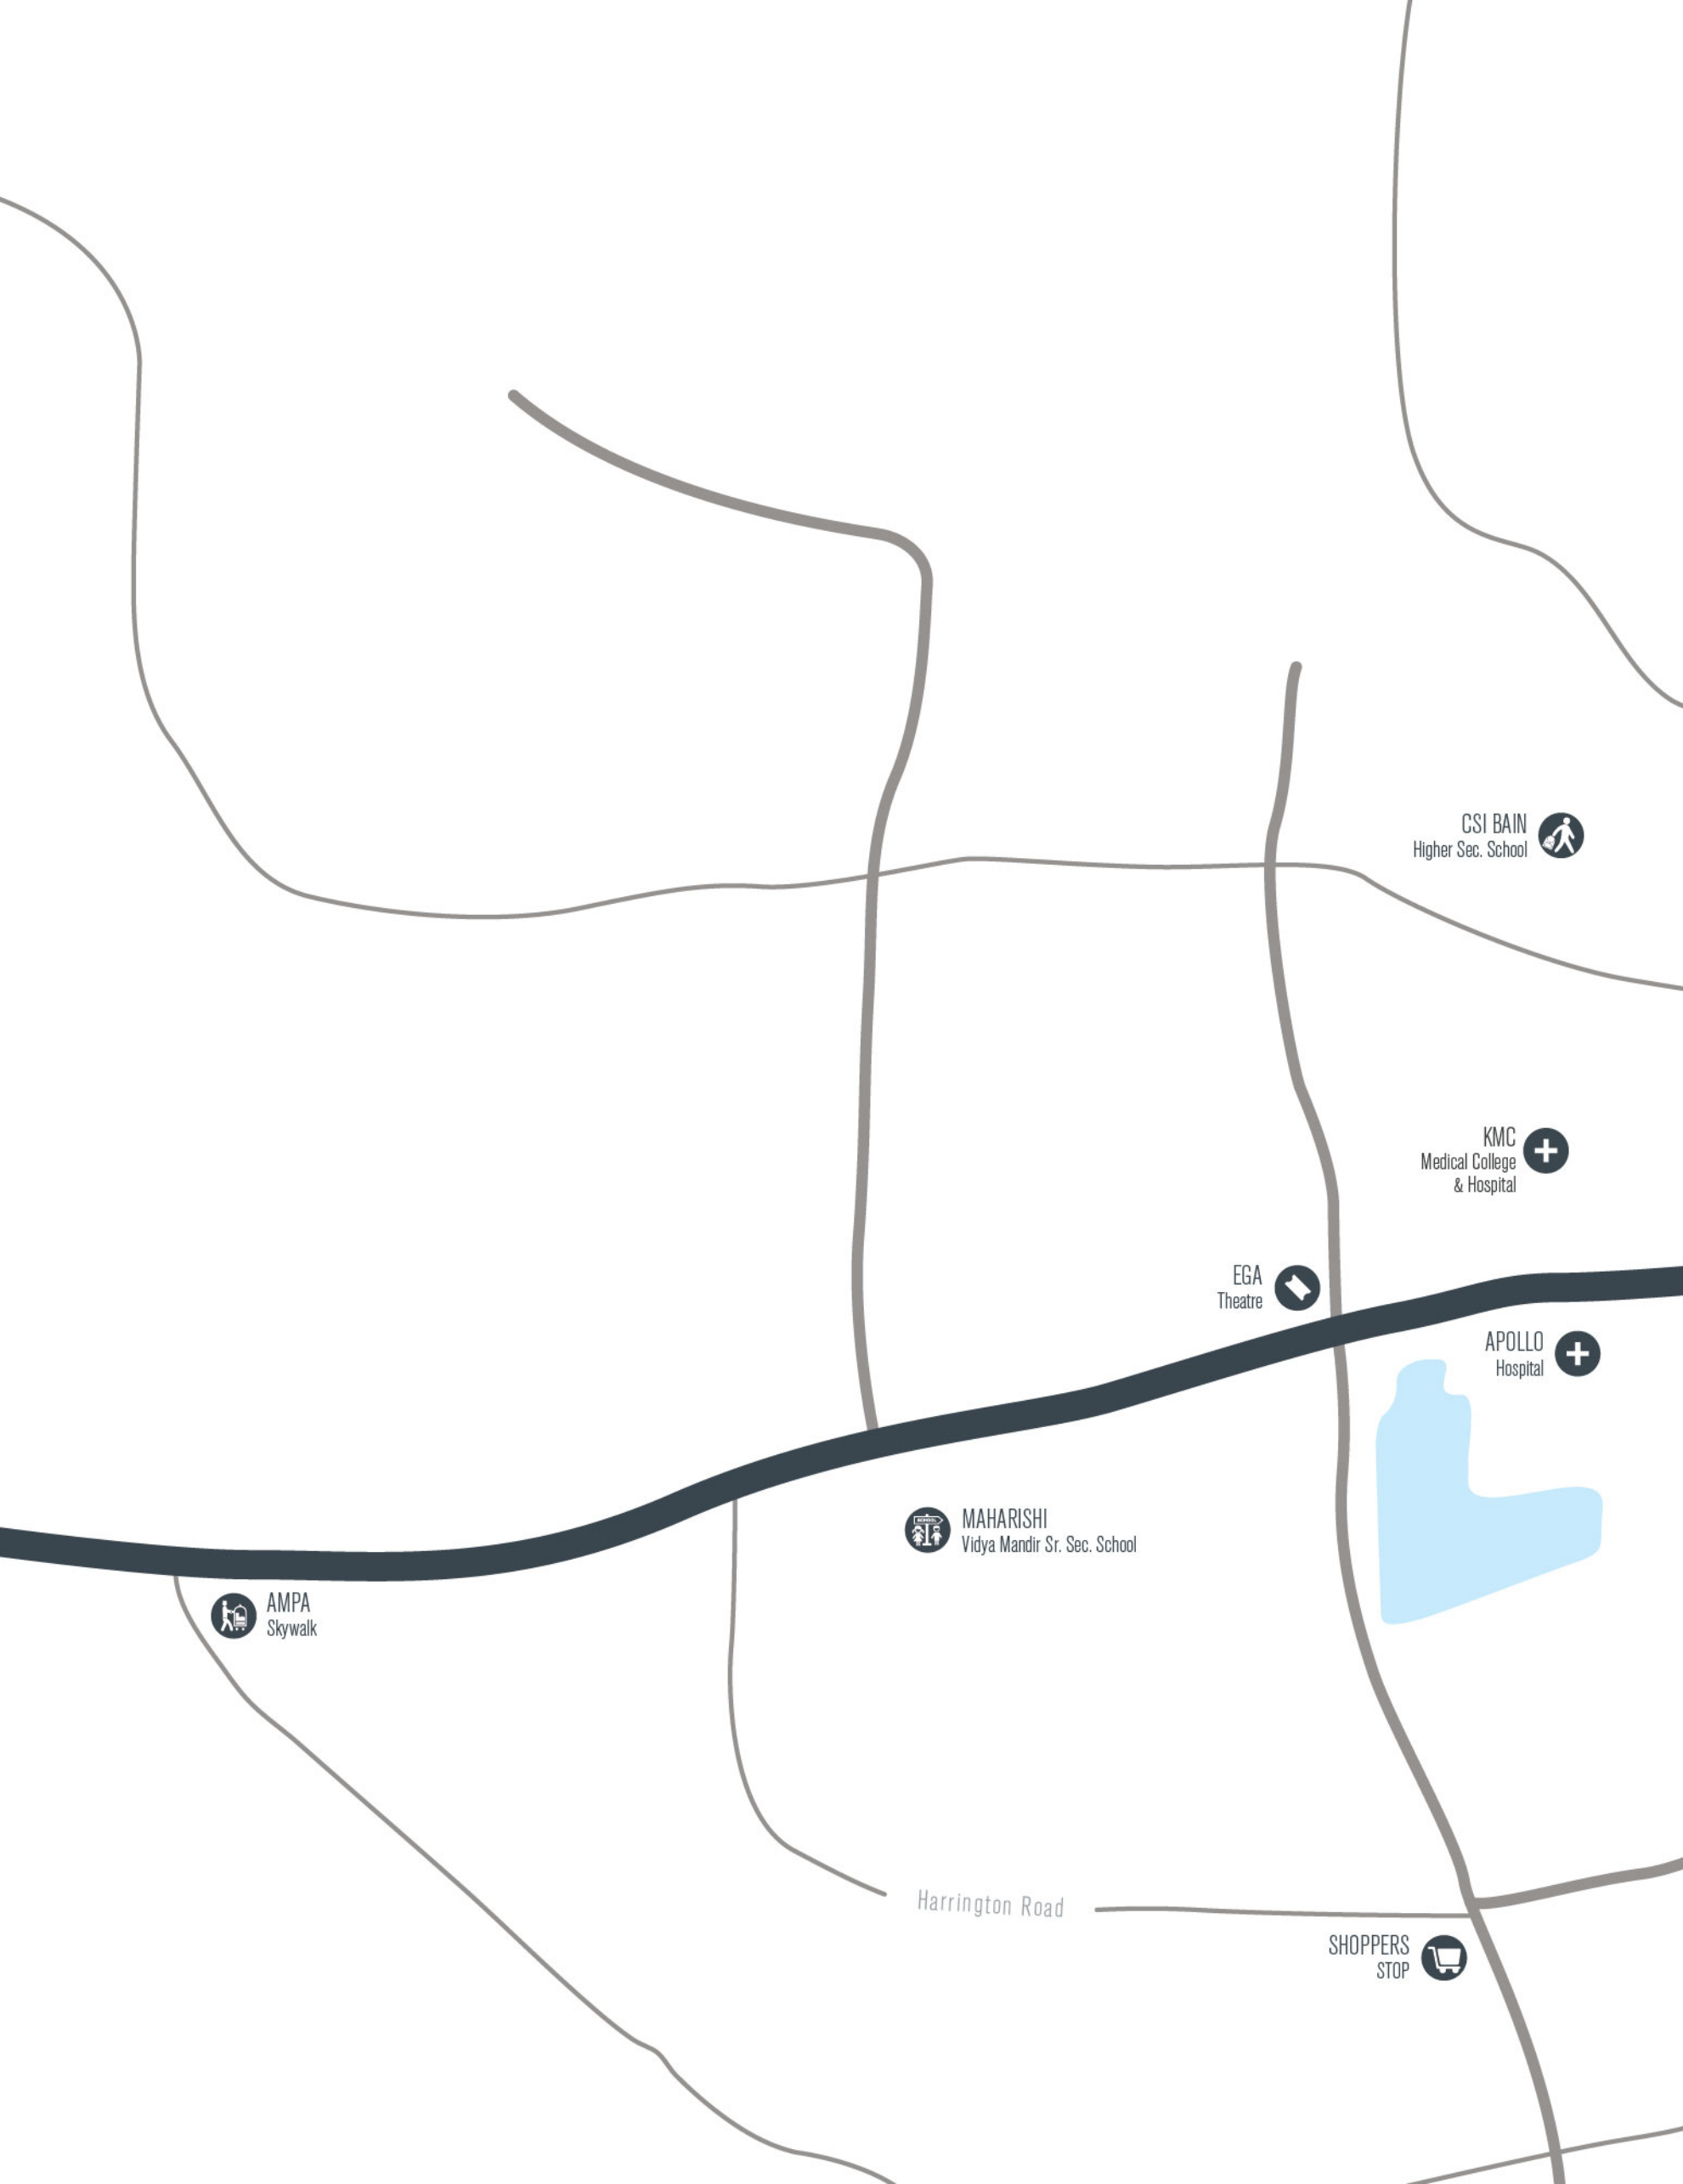 CSI BAIN
Higher Sec. School
KMC
Medical College
& Hospital
EGA
Theatre
APOLLO
Hospital
MAHARISHI
Vidya Mandir Sr. Sec. School
AMPA
Skywalk
Harrington Road
SHOPPERS
STOP